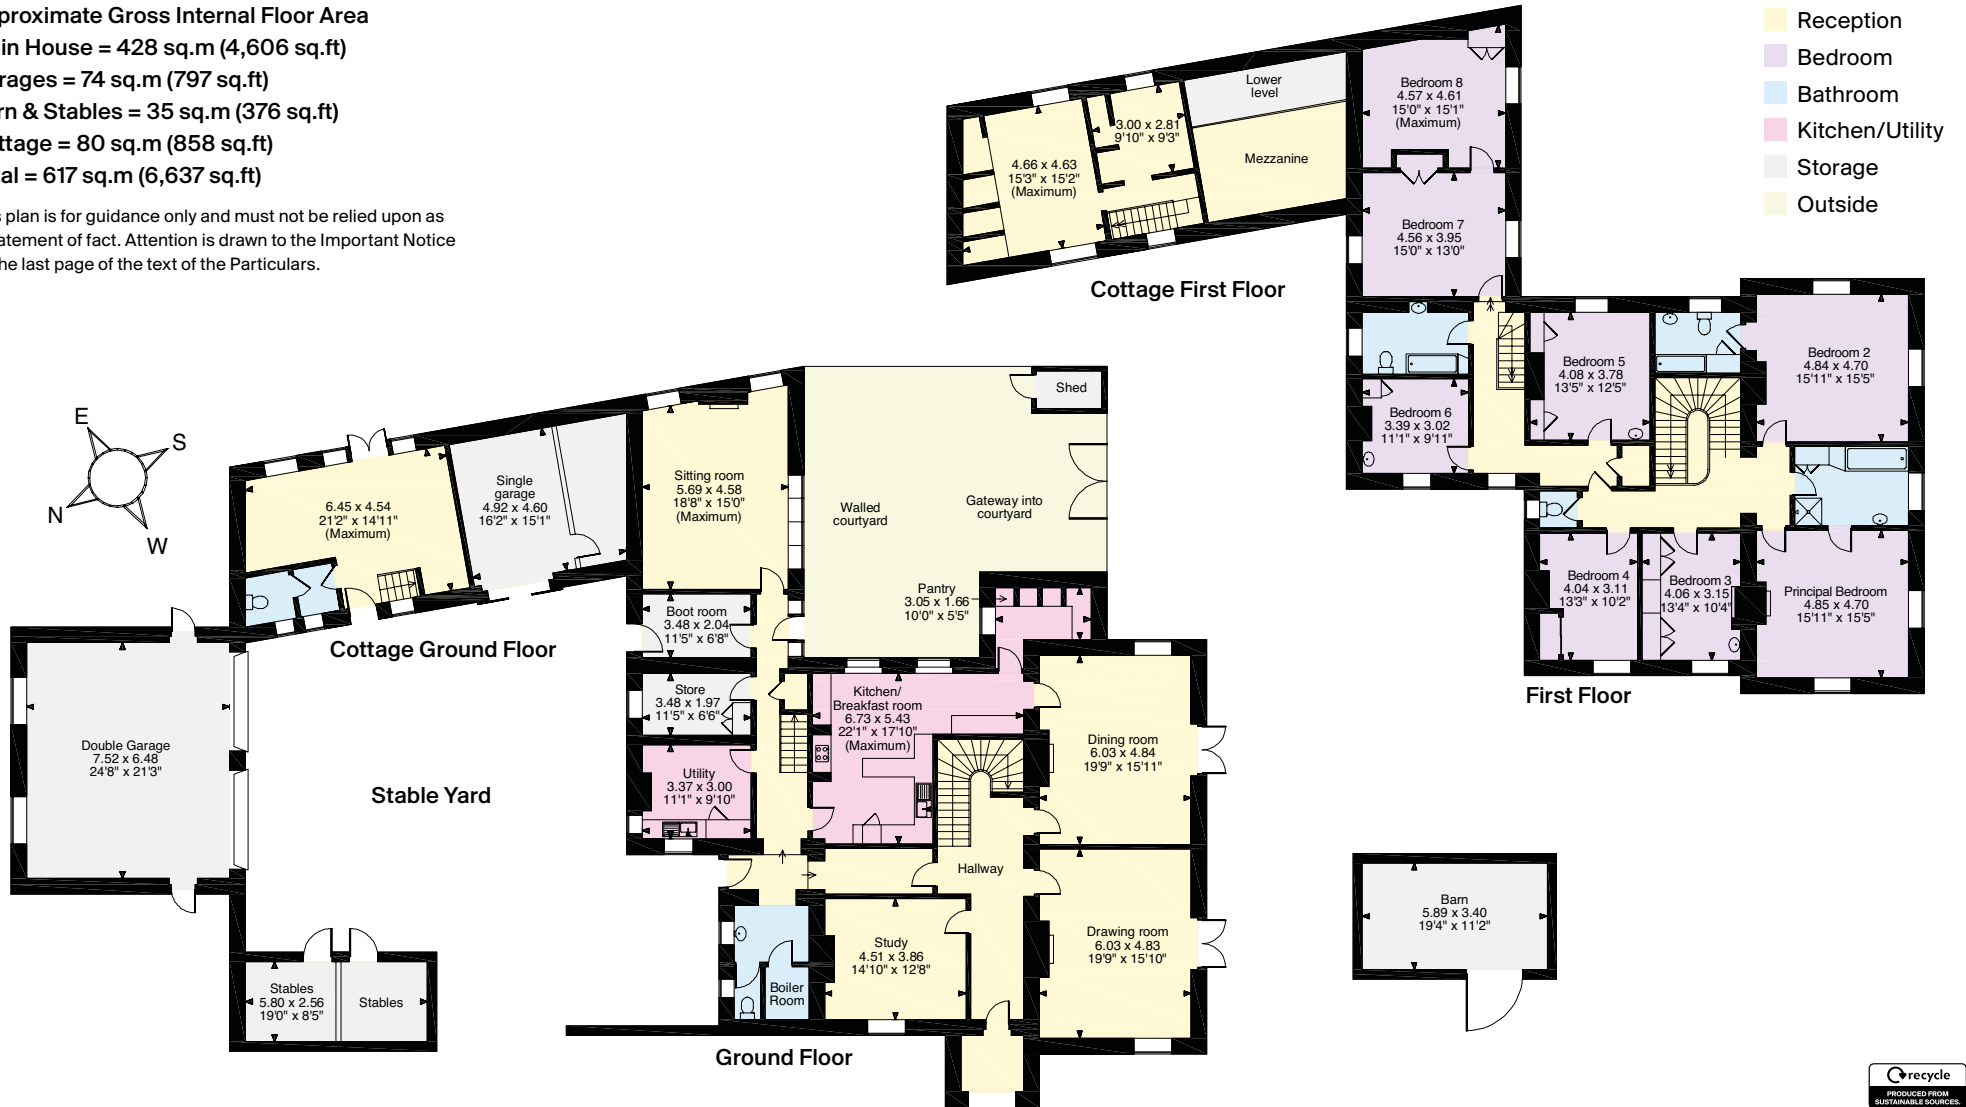 proximate Gross Internal Floor Area
in House = 428 sq.m (4,606 sq.ft)
rages = 74 sq.m (797 sq.ft)
rn & Stables = 35 sq.m (376 sq.ft)
ttage = 80 sq.m (858 sq.ft)
tal = 617 sq.m (6,637 sq.ft)
s plan is for guidance only and must not be relied upon as
atement of fact. Attention is drawn to the Important Notice
he last page of the text of the Particulars.
Reception
Bedroom
Bathroom
Kitchen/Utility
Storage
Outside
Lower
level
3.00 x 2.81
9'10" x 9'3"
4.66 x 4.63
15'3" x 15'2"
(Maximum)
Mezzanine
Cottage First Floor
Bedroom 8
4.57 x 4.61
15'0" x 15'1"
(Maximum)
Bedroom 7
4.56 x 3.95
15'0" x 13'0"
Bedroom 5
4.08 x 3.78
13'5" x 12'5"
Bedroom 2
4.84 x 4.70
15'11" x 15'5"
Bedroom 6
3.39 x 3.02
11'1" x 9'11"
Bedroom 4
4.04 x 3.11
13'3" x 10'2"
Bedroom 3
4.06 x 3.15
13'4" x 10'4"
Principal Bedroom
4.85 x 4.70
15'11" x 15'5"
First Floor
E
S
N
W
6.45 x 4.54
21'2" x 14'11"
(Maximum)
Single
garage
4.92 x 4.60
16'2" x 15'1"
Sitting room
5.69 x 4.58
18'8" x 15'0"
(Maximum)
Shed
Walled
courtyard
Gateway into
courtyard
Pantry
3.05 x 1.66
10'0" x 5'5"
Cottage Ground Floor
Boot room
3.48 x 2.04
11'5" x 6'8"
Store
3.48 x 1.97
11'5" x 6'6"
Kitchen/
Breakfast room
6.73 x 5.43
22'1" x 17'10"
(Maximum)
Utility
3.37 x 3.00
11'1" x 9'10"
Dining room
6.03 x 4.84
19'9" x 15'11"
Double Garage
7.52 x 6.48
24'8" x 21'3"
Stable Yard
Hallway
Study
4.51 x 3.86
14'10" x 12'8"
Drawing room
6.03 x 4.83
19'9" x 15'10"
Boiler
Room
Stables
5.80 x 2.56
19'0" x 8'5"
Stables
Ground Floor
Barn
5.89 x 3.40
19'4" x 11'2"
recycle
PRODUCED FROM
SUSTAINABLE SOURCES.